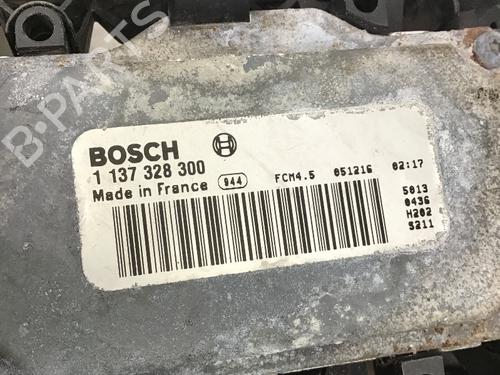 B-PARTS
BOSCH
1 137 328 300
Made in France 944 FCM4.5 051216 02:17
5013
0436
H202
5211